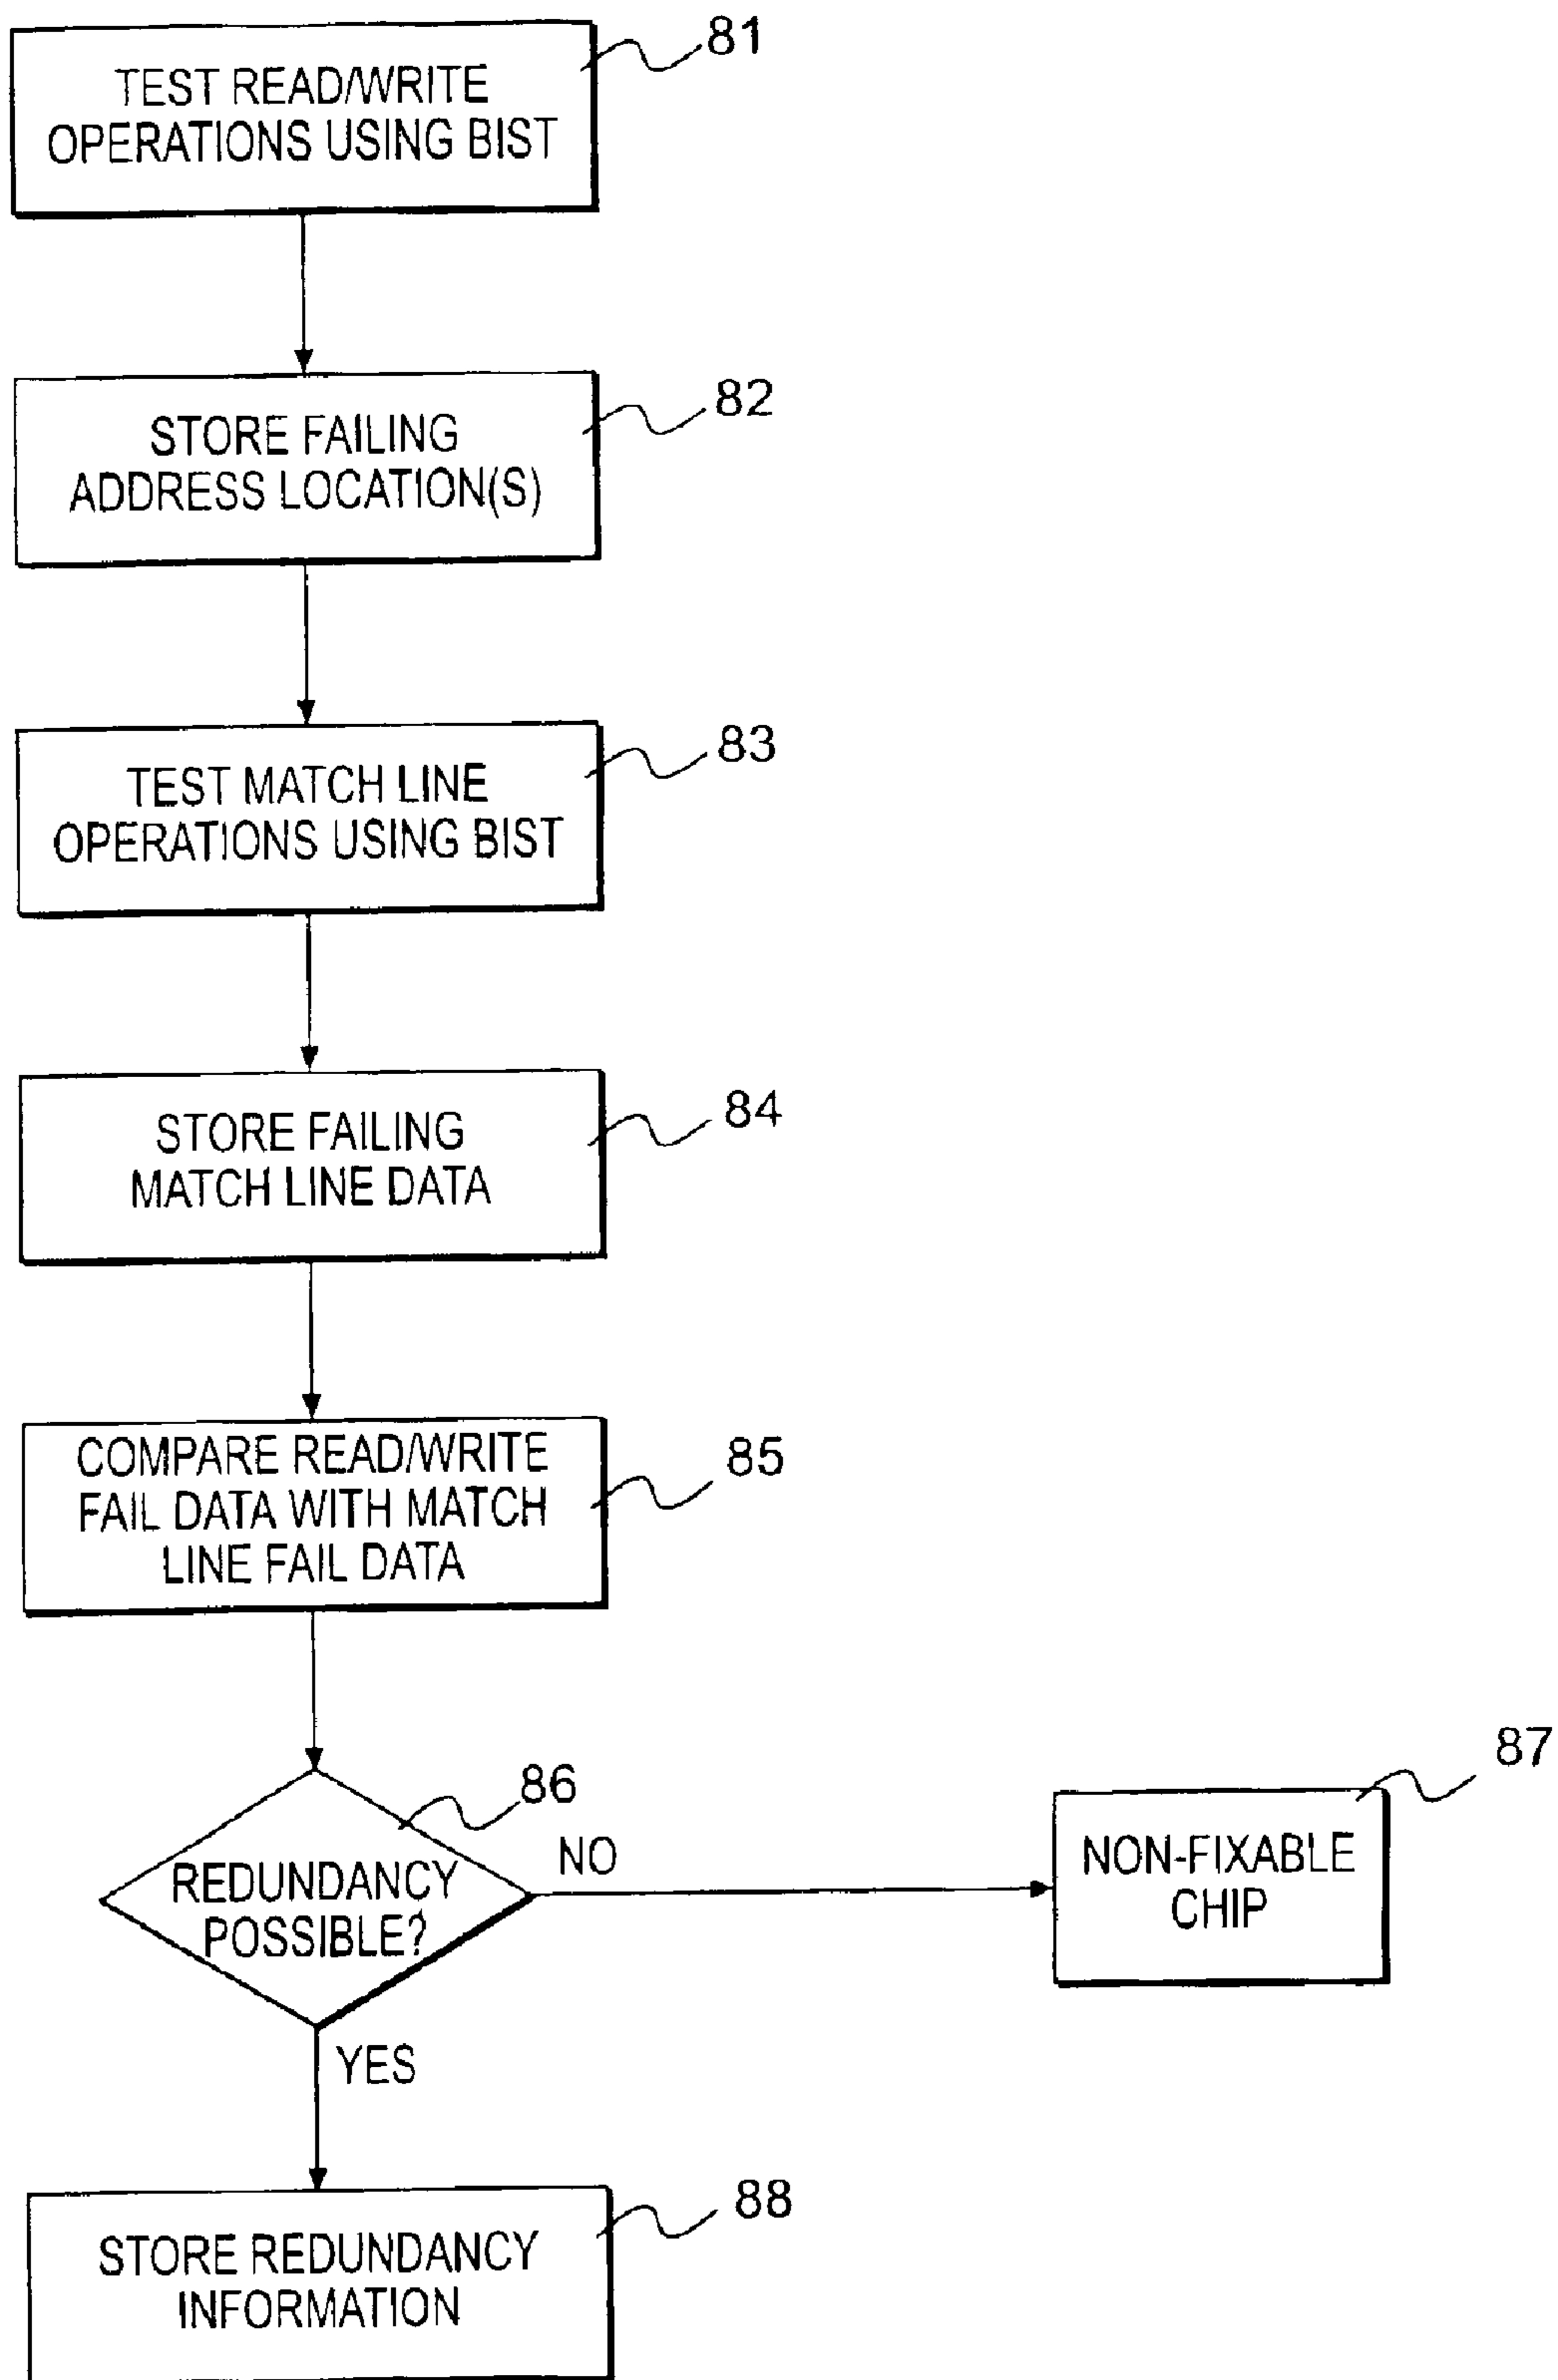 81
TEST READ/WRITE
OPERATIONS USING BIST
82
STORE FAILING
ADDRESS LOCATION(S)
83
TEST MATCH LINE
OPERATIONS USING BIST
84
STORE FAILING
MATCH LINE DATA
85
COMPARE READ/WRITE
FAIL DATA WITH MATCH
LINE FAIL DATA
86
REDUNDANCY
POSSIBLE?
NO
87
NON-FIXABLE
CHIP
YES
88
STORE REDUNDANCY
INFORMATION